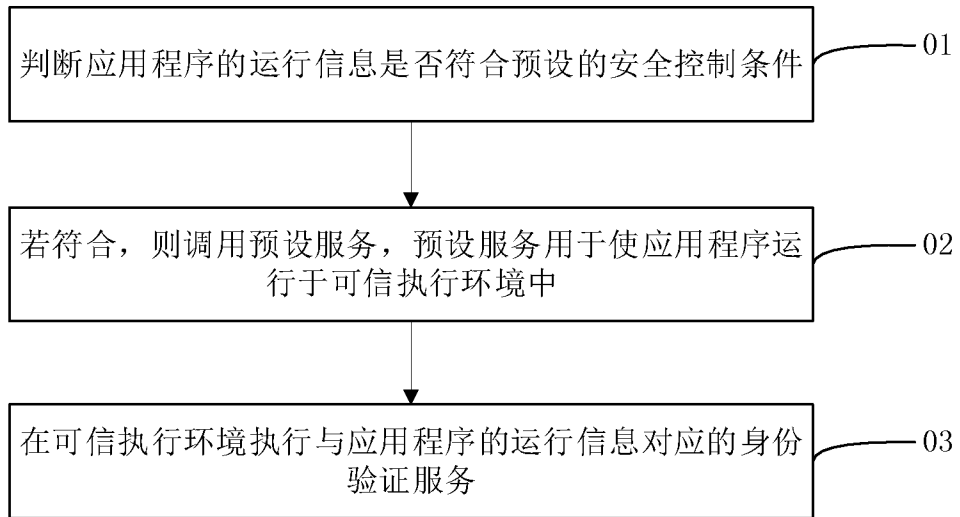 判断应用程序的运行信息是否符合预设的安全控制条件
01
若符合，则调用预设服务，预设服务用于使应用程序运
行于可信执行环境中
02
在可信执行环境执行与应用程序的运行信息对应的身份
验证服务
03